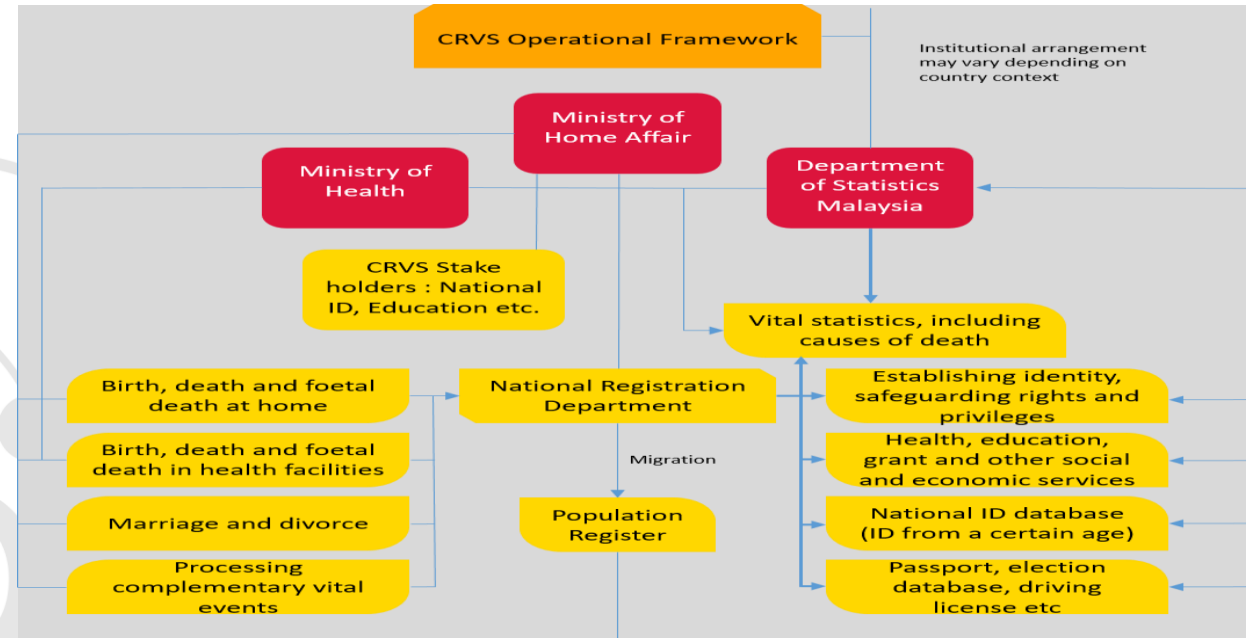 CRVS Operational Framework
Institutional arrangement
may vary depending on
country context
Ministry of
Home Affair
Ministry of
Health
Department
of Statistics
Malaysia
CRVS Stake
holders : National
ID, Education etc.
Vital statistics, including
causes of death
Birth, death and foetal
death at home
National Registration
Department
Establishing identity,
safeguarding rights and
privileges
Birth, death and foetal
death in health facilities
Migration
Health, education,
grant and other social
and economic services
Marriage and divorce
Population
Register
National ID database
(ID from a certain age)
Processing
complementary vital
events
Passport, election
database, driving
license etc